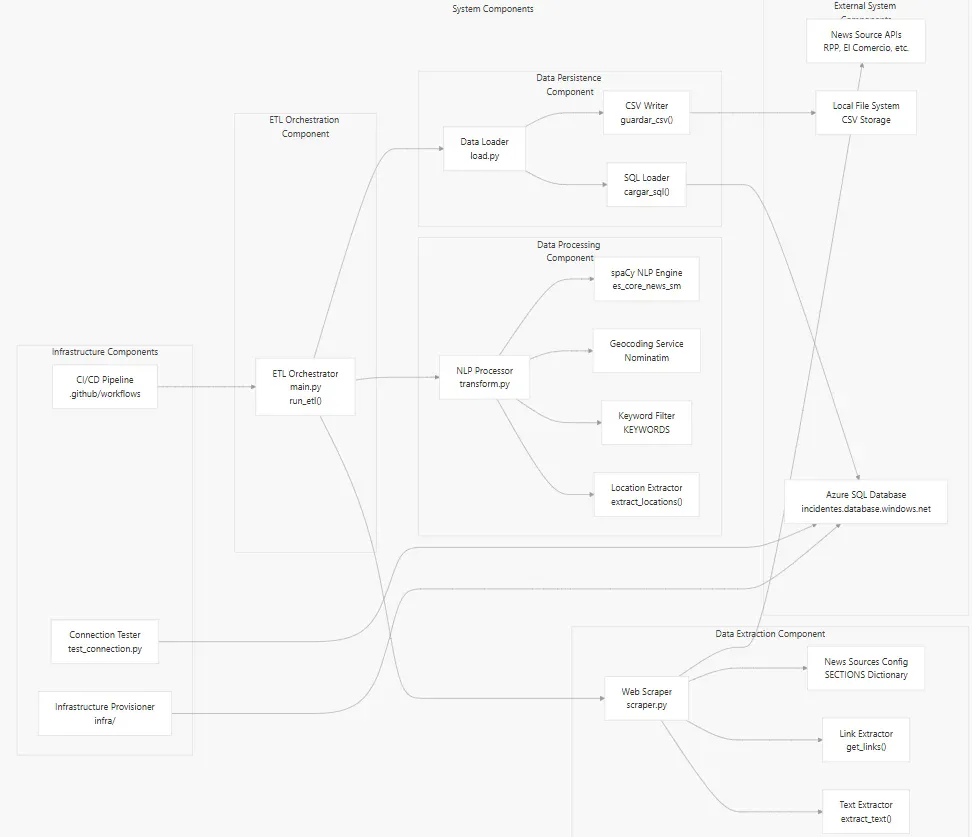 System Components
External System
Components
News Source APIs
RPP, El Comercio, etc.
Local File System
CSV Storage
Data Persistence
Component
CSV Writer
guardar_csv()
Data Loader
load.py
SQL Loader
cargar_sql()
ETL Orchestration
Component
Data Processing
Component
spaCy NLP Engine
es_core_news_sm
Geocoding Service
Nominatim
NLP Processor
transform.py
Keyword Filter
KEYWORDS
Location Extractor
extract_locations()
Infrastructure Components
CI/CD Pipeline
.github/workflows
ETL Orchestrator
main.py
run_etl()
Azure SQL Database
incidentes.database.windows.net
Connection Tester
test_connection.py
Infrastructure Provisioner
infra/
Data Extraction Component
Web Scraper
scraper.py
News Sources Config
SECTIONS Dictionary
Link Extractor
get_links()
Text Extractor
extract_text()